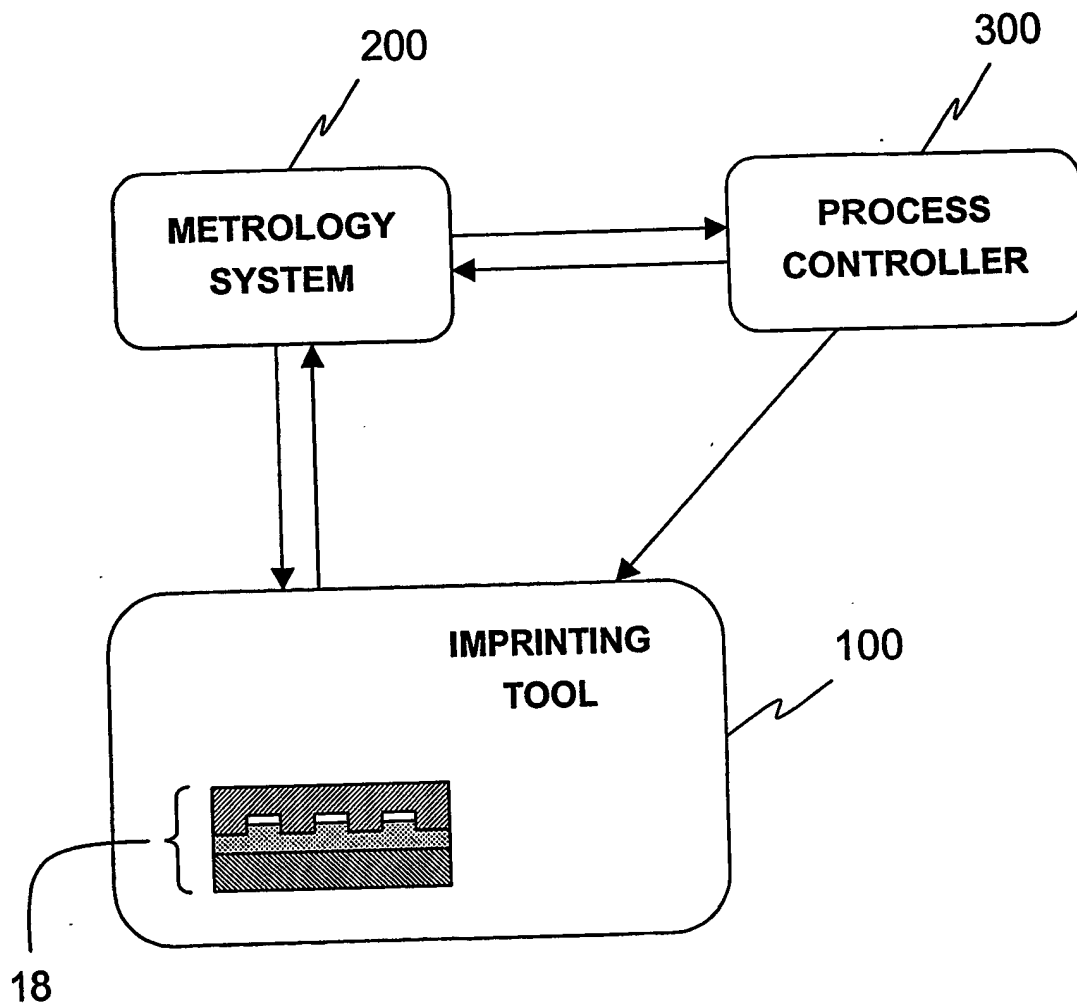 200
300
METROLOGY
SYSTEM
PROCESS
CONTROLLER
IMPRINTING
TOOL
100
18